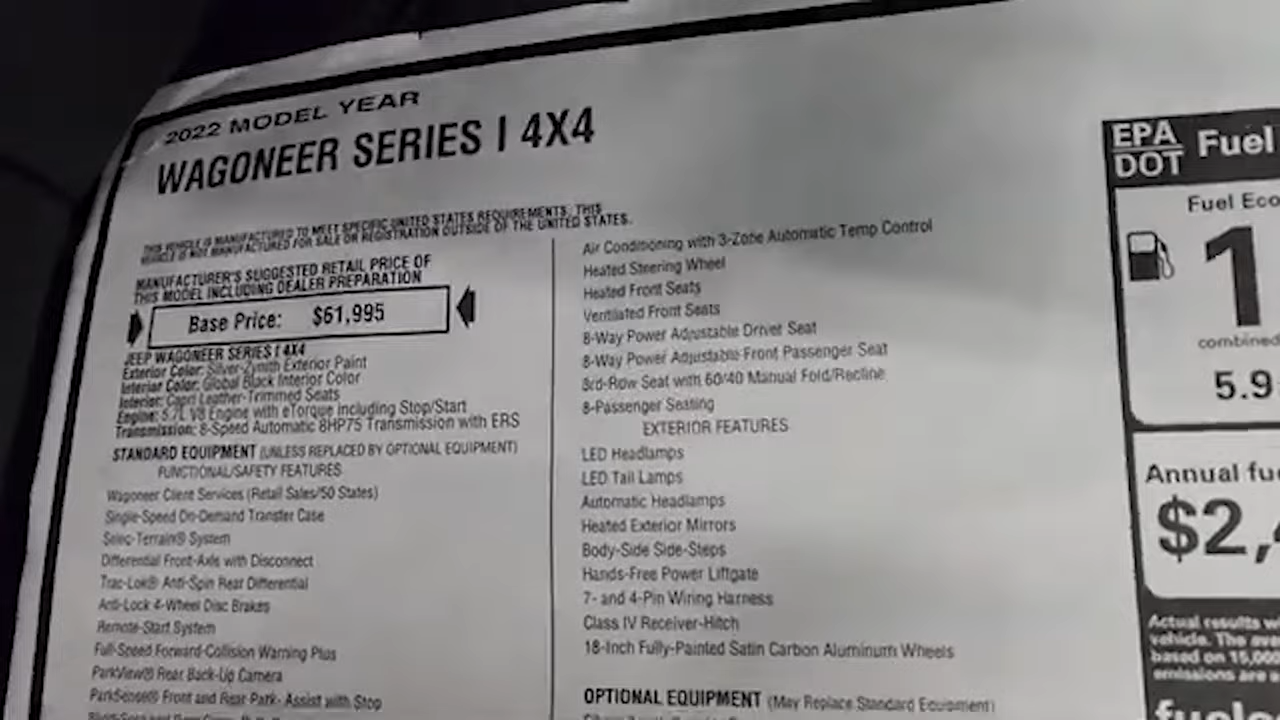 2022 MODEL YEAR
WAGONEER SERIES I 4X4
THIS VEHICLE IS MANUFACTURED TO MEET SPECIFIC UNITED STATES REQUIREMENTS. THIS
VEHICLE IS NOT MANUFACTURED FOR SALE OR REGISTRATION OUTSIDE OF THE UNITED STATES.
MANUFACTURER'S SUGGESTED RETAIL PRICE OF
THIS MODEL INCLUDING DEALER PREPARATION
Base Price: $61,995
JEEP WAGONEER SERIES I 4X4
Exterior Color: Silver-Zynith Exterior Paint
Interior Color: Global Black Interior Color
Interior: Capri Leather-Trimmed Seats
Engine: 5.7L V8 Engine with eTorque Including Stop/Start
Transmission: 8-Speed Automatic 8HP75 Transmission with ERS
STANDARD EQUIPMENT (UNLESS REPLACED BY OPTIONAL EQUIPMENT)
FUNCTIONAL/SAFETY FEATURES
Wagoneer Client Services (Retail Sales/50 States)
Single-Speed On-Demand Transfer Case
Selec-Terrain® System
Differential Front-Axle with Disconnect
Trac-Lok® Anti-Spin Rear Differential
Anti-Lock 4-Wheel Disc Brakes
Remote-Start System
Full-Speed Forward-Collision Warning Plus
ParkView® Rear Back-Up Camera
ParkSense® Front and Rear Park- Assist with Stop
Air Conditioning with 3-Zone Automatic Temp Control
Heated Steering Wheel
Heated Front Seats
Ventilated Front Seats
8-Way Power Adjustable Driver Seat
8-Way Power Adjustable Front Passenger Seat
3rd-Row Seat with 60/40 Manual Fold/Recline
8-Passenger Seating
EXTERIOR FEATURES
LED Headlamps
LED Tail Lamps
Automatic Headlamps
Heated Exterior Mirrors
Body-Side Side-Steps
Hands-Free Power Liftgate
7- and 4-Pin Wiring Harness
Class IV Receiver-Hitch
18-Inch Fully-Painted Satin Carbon Aluminum Wheels
OPTIONAL EQUIPMENT (May Replace Standard Equipment)
EPA
DOT
Fuel
Fuel Eco
1
combined
5.9
Annual fu
$2,
Actual results w
vehicle. The ave
based on 15,000
emissions are a